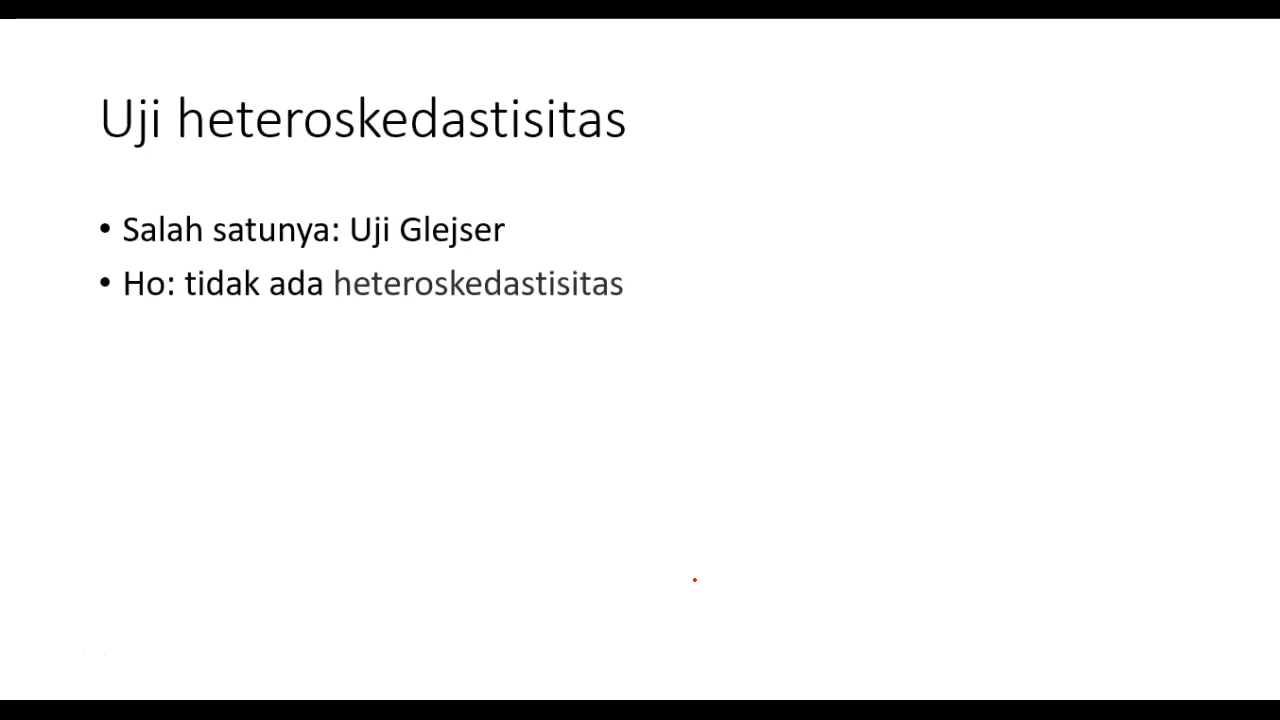 Uji heteroskedastisitas
• Salah satunya: Uji Glejser
• Ho: tidak ada heteroskedastisitas